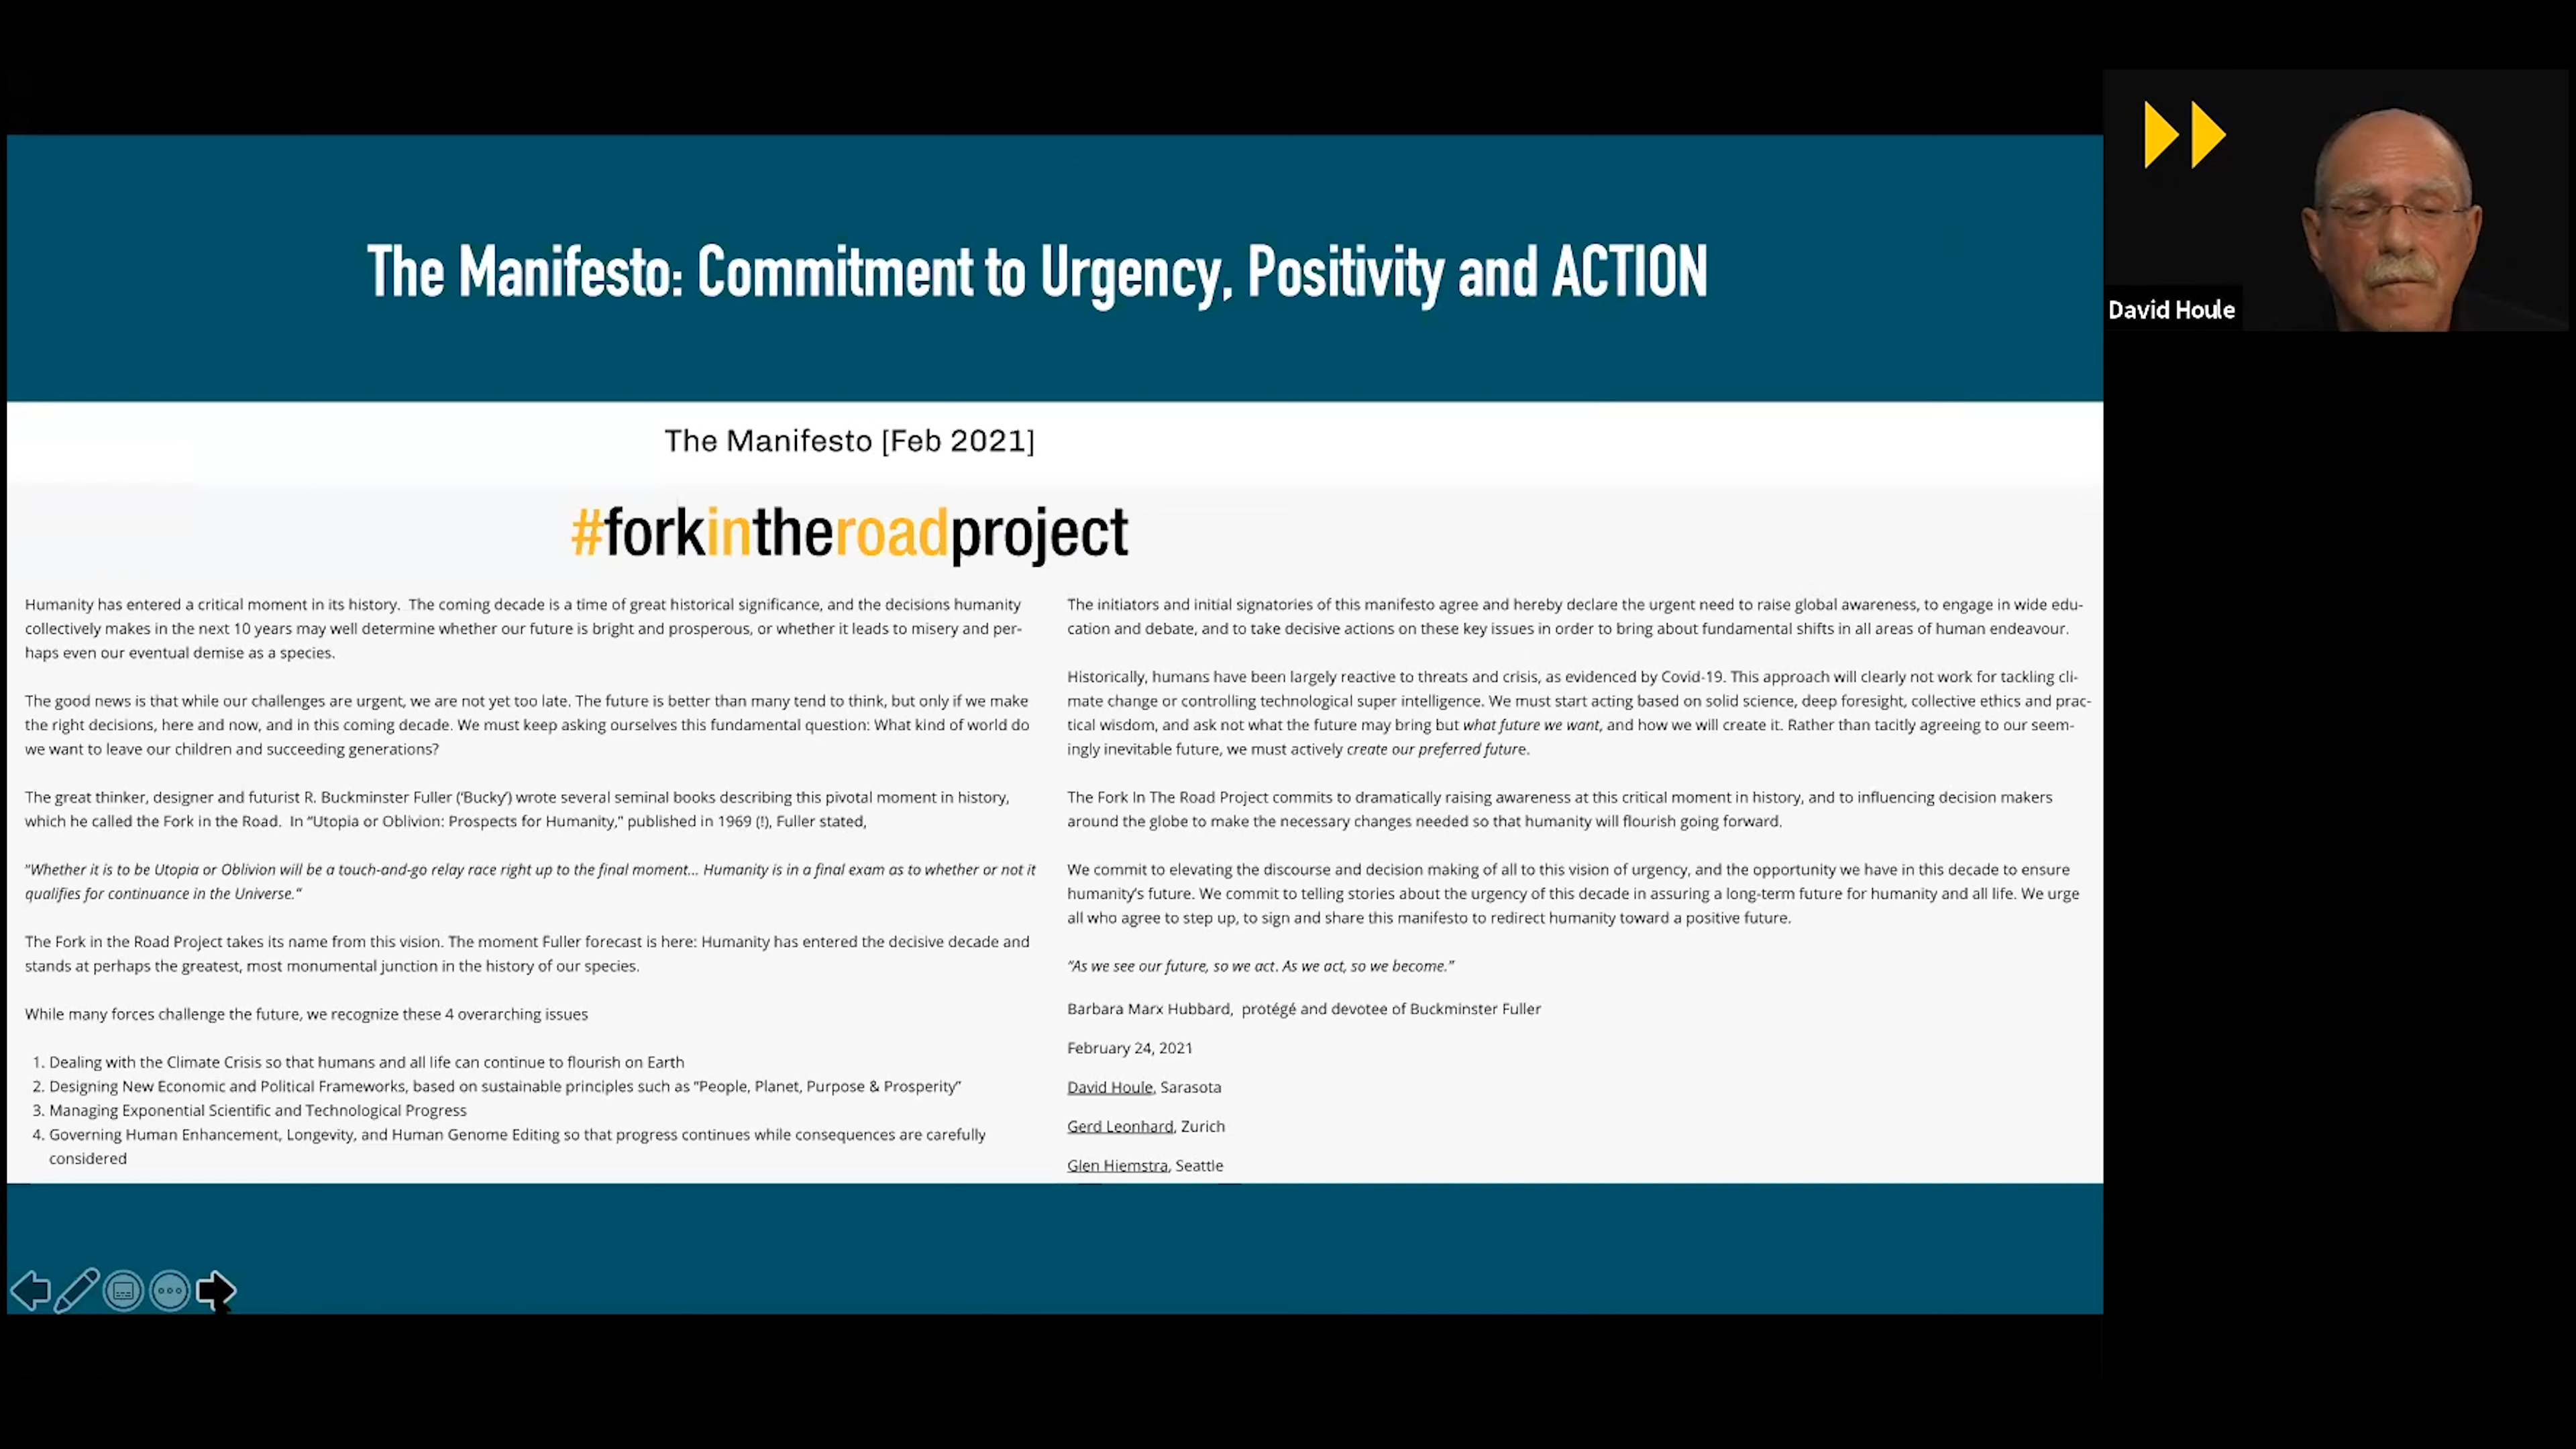 The Manifesto: Commitment to Urgency, Positivity and ACTION
David Houle
The Manifesto [Feb 2021]
#forkintheroadproject
Humanity has entered a critical moment in its history.  The coming decade is a time of great historical significance, and the decisions humanity
collectively makes in the next 10 years may well determine whether our future is bright and prosperous, or whether it leads to misery and per-
haps even our eventual demise as a species.
The good news is that while our challenges are urgent, we are not yet too late. The future is better than many tend to think, but only if we make
the right decisions, here and now, and in this coming decade. We must keep asking ourselves this fundamental question: What kind of world do
we want to leave our children and succeeding generations?
The great thinker, designer and futurist R. Buckminster Fuller (‘Bucky’) wrote several seminal books describing this pivotal moment in history,
which he called the Fork in the Road.  In “Utopia or Oblivion: Prospects for Humanity,” published in 1969 (!), Fuller stated,
“Whether it is to be Utopia or Oblivion will be a touch-and-go relay race right up to the final moment... Humanity is in a final exam as to whether or not it
qualifies for continuance in the Universe.“
The Fork in the Road Project takes its name from this vision. The moment Fuller forecast is here: Humanity has entered the decisive decade and
stands at perhaps the greatest, most monumental junction in the history of our species.
While many forces challenge the future, we recognize these 4 overarching issues
1. Dealing with the Climate Crisis so that humans and all life can continue to flourish on Earth
2. Designing New Economic and Political Frameworks, based on sustainable principles such as “People, Planet, Purpose & Prosperity”
3. Managing Exponential Scientific and Technological Progress
4. Governing Human Enhancement, Longevity, and Human Genome Editing so that progress continues while consequences are carefully
considered
The initiators and initial signatories of this manifesto agree and hereby declare the urgent need to raise global awareness, to engage in wide edu-
cation and debate, and to take decisive actions on these key issues in order to bring about fundamental shifts in all areas of human endeavour.
Historically, humans have been largely reactive to threats and crisis, as evidenced by Covid-19. This approach will clearly not work for tackling cli-
mate change or controlling technological super intelligence. We must start acting based on solid science, deep foresight, collective ethics and prac-
tical wisdom, and ask not what the future may bring but what future we want, and how we will create it. Rather than tacitly agreeing to our seem-
ingly inevitable future, we must actively create our preferred future.
The Fork In The Road Project commits to dramatically raising awareness at this critical moment in history, and to influencing decision makers
around the globe to make the necessary changes needed so that humanity will flourish going forward.
We commit to elevating the discourse and decision making of all to this vision of urgency, and the opportunity we have in this decade to ensure
humanity’s future. We commit to telling stories about the urgency of this decade in assuring a long-term future for humanity and all life. We urge
all who agree to step up, to sign and share this manifesto to redirect humanity toward a positive future.
“As we see our future, so we act. As we act, so we become.”
Barbara Marx Hubbard,  protégé and devotee of Buckminster Fuller
February 24, 2021
David Houle, Sarasota
Gerd Leonhard, Zurich
Glen Hiemstra, Seattle